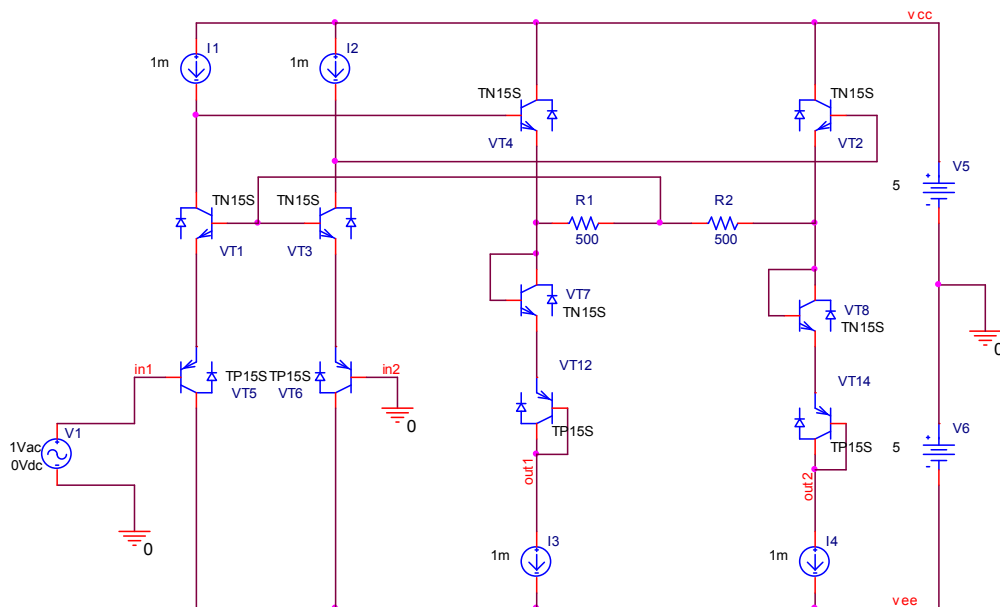 vcc
I1
1m
I2
1m
TN15S
VT4
TN15S
VT2
V5
5
TN15S
TN15S
VT1
VT3
R1
500
R2
500
VT7
TN15S
VT8
TN15S
0
in1
TP15S
VT5
TP15S
VT6
in2
0
VT12
TP15S
VT14
TP15S
V1
1Vac
0Vdc
0
V6
5
out1
out2
I3
1m
I4
1m
vee